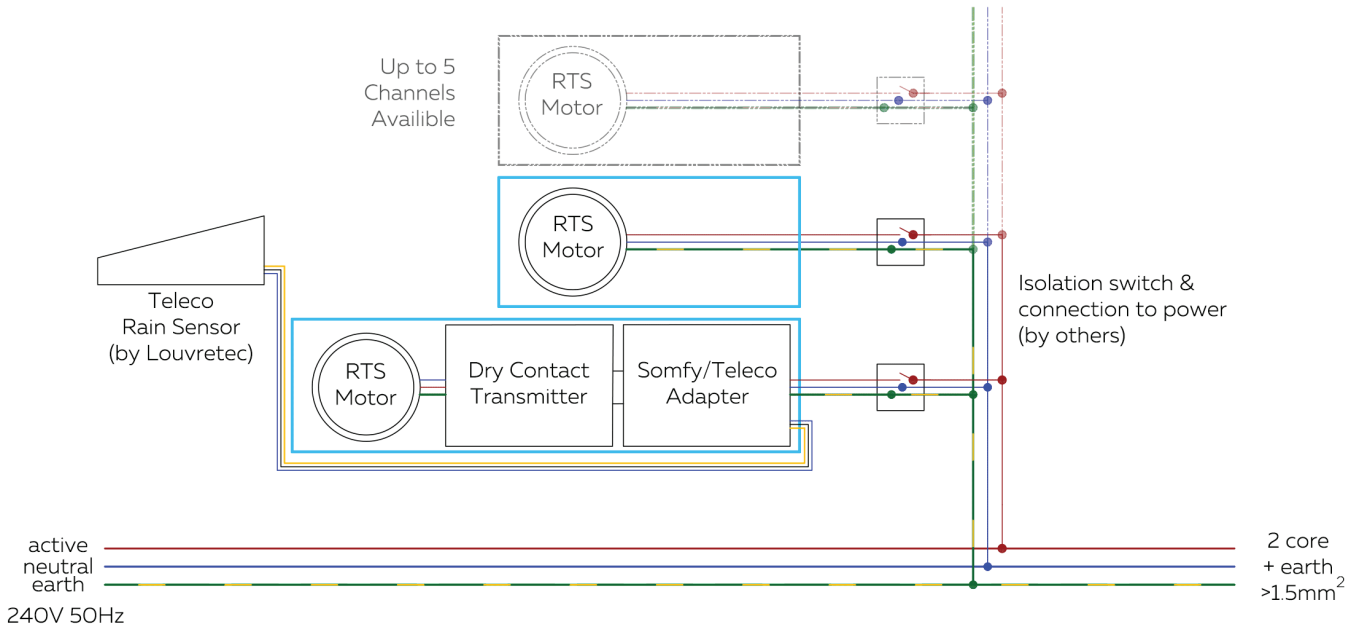 Up to 5
Channels
Availible
RTS
Motor
RTS
Motor
Teleco
Rain Sensor
(by Louvretec)
Isolation switch &
connection to power
(by others)
RTS
Motor
Dry Contact
Transmitter
Somfy/Teleco
Adapter
active
neutral
earth
240V 50Hz
2 core
+ earth
>1.5mm²